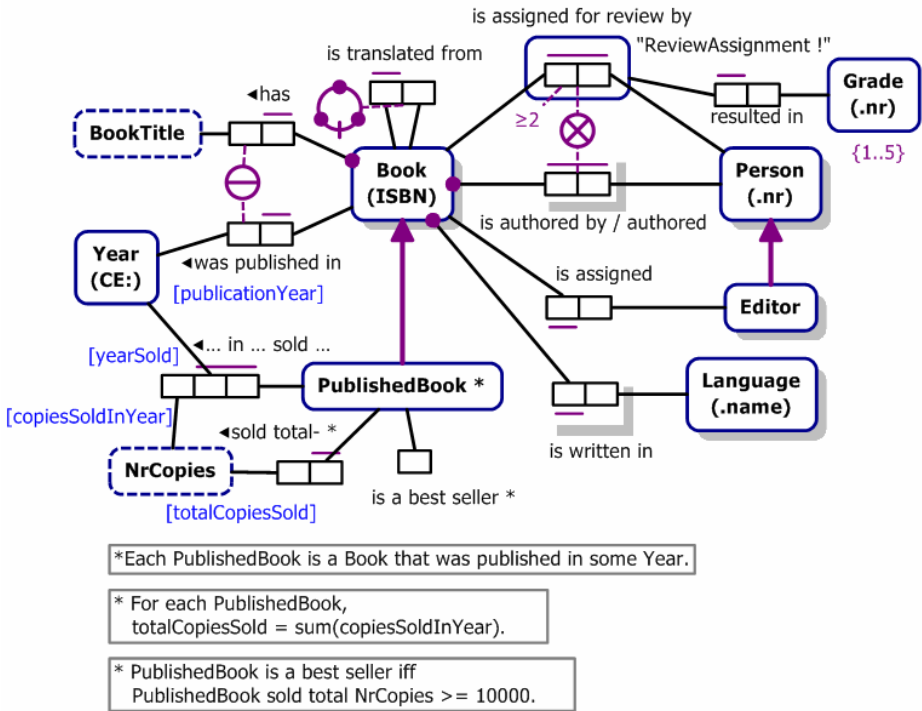 is assigned for review by
"ReviewAssignment !"
is translated from
◄has
BookTitle
≥2
resulted in
Grade
(.nr)
{1..5}
Book
(ISBN)
Person
(.nr)
is authored by / authored
Year
(CE:)
◄was published in
[publicationYear]
is assigned
Editor
[yearSold]
◄... in ... sold ...
PublishedBook *
Language
(.name)
[copiesSoldInYear]
◄sold total- *
NrCopies
is written in
is a best seller *
[totalCopiesSold]
*Each PublishedBook is a Book that was published in some Year.
* For each PublishedBook,
totalCopiesSold = sum(copiesSoldInYear).
* PublishedBook is a best seller iff
PublishedBook sold total NrCopies >= 10000.